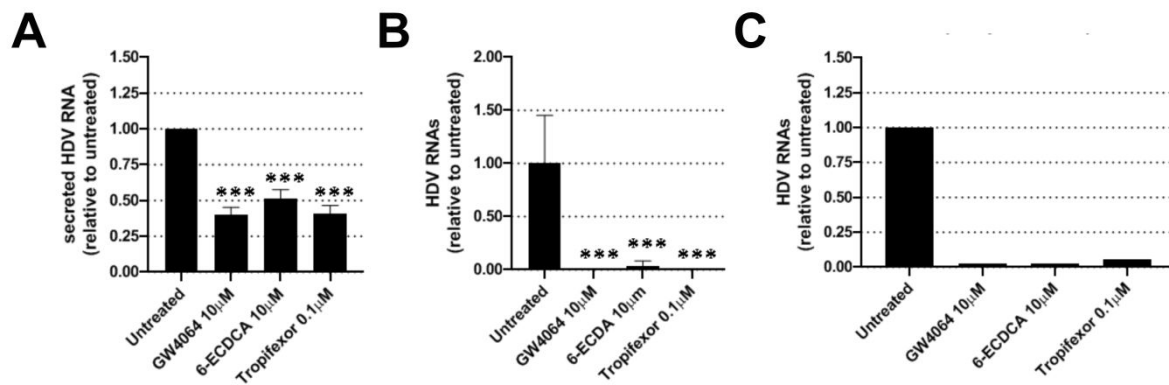 A
secreted HDV RNA
(relative to untreated)
1.50
1.25
1.00
0.75
0.50
0.25
0.00
***
***
***
Untreated
GW4064 10μM
6-ECDCA 10μM
Tropifexor 0.1μM
B
HDV RNAs
(relative to untreated)
2.00
1.50
1.00
0.50
0.00
***
***
***
Untreated
GW4064 10μM
6-ECDA 10μm
Tropifexor 0.1μM
C
HDV RNAs
(relative to untreated)
1.50
1.25
1.00
0.75
0.50
0.25
0.00
Untreated
GW4064 10μM
6-ECDCA 10μM
Tropifexor 0.1μM